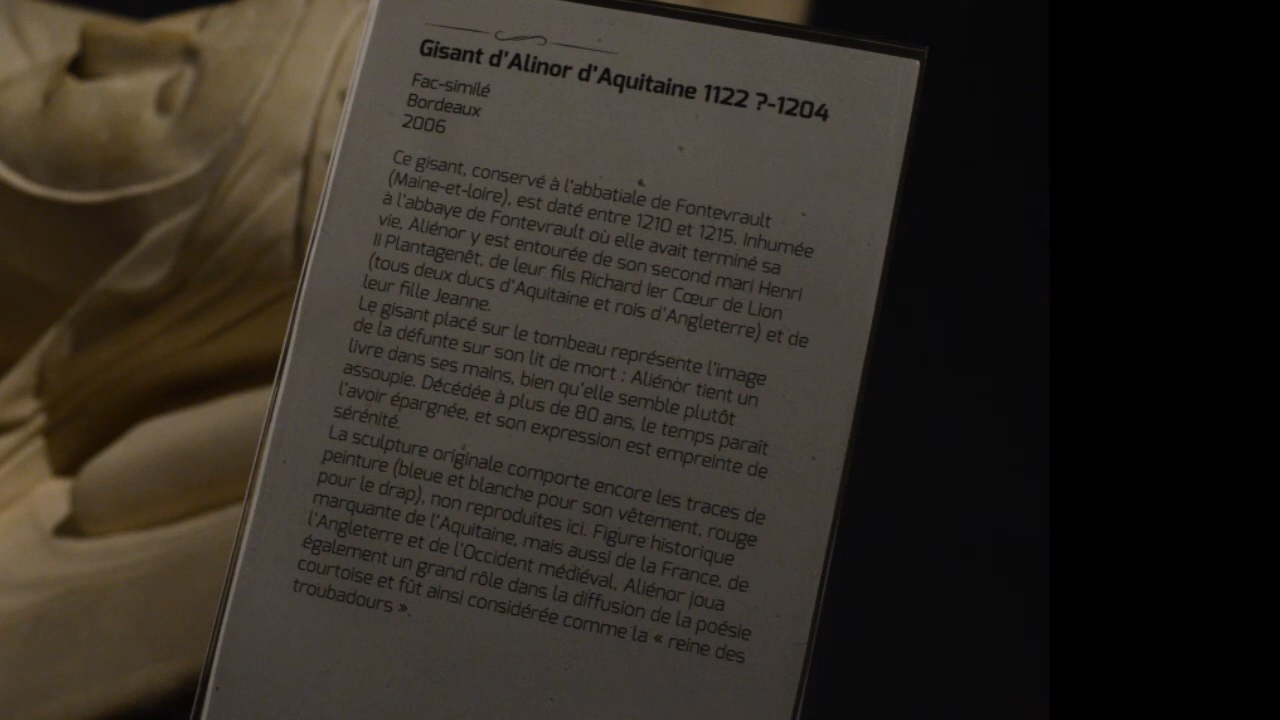 Gisant d'Alinor d'Aquitaine 1122 ?-1204
Fac-similé
Bordeaux
2006
Ce gisant, conservé à l'abbatiale de Fontevrault
(Maine-et-loire), est daté entre 1210 et 1215. Inhumée
à l'abbaye de Fontevrault où elle avait terminé sa
vie, Aliénor y est entourée de son second mari Henri
II Plantagenêt, de leur fils Richard Ier Cœur de Lion
(tous deux ducs d'Aquitaine et rois d'Angleterre) et de
leur fille Jeanne.
Le gisant placé sur le tombeau représente l'image
de la défunte sur son lit de mort : Aliénor tient un
livre dans ses mains, bien qu'elle semble plutôt
assoupie. Décédée à plus de 80 ans, le temps paraît
l'avoir épargnée, et son expression est empreinte de
sérénité.
La sculpture originale comporte encore les traces de
peinture (bleue et blanche pour son vêtement, rouge
pour le drap), non reproduites ici. Figure historique
marquante de l'Aquitaine, mais aussi de la France, de
l'Angleterre et de l'Occident médiéval, Aliénor joua
également un grand rôle dans la diffusion de la poésie
courtoise et fût ainsi considérée comme la « reine des
troubadours ».